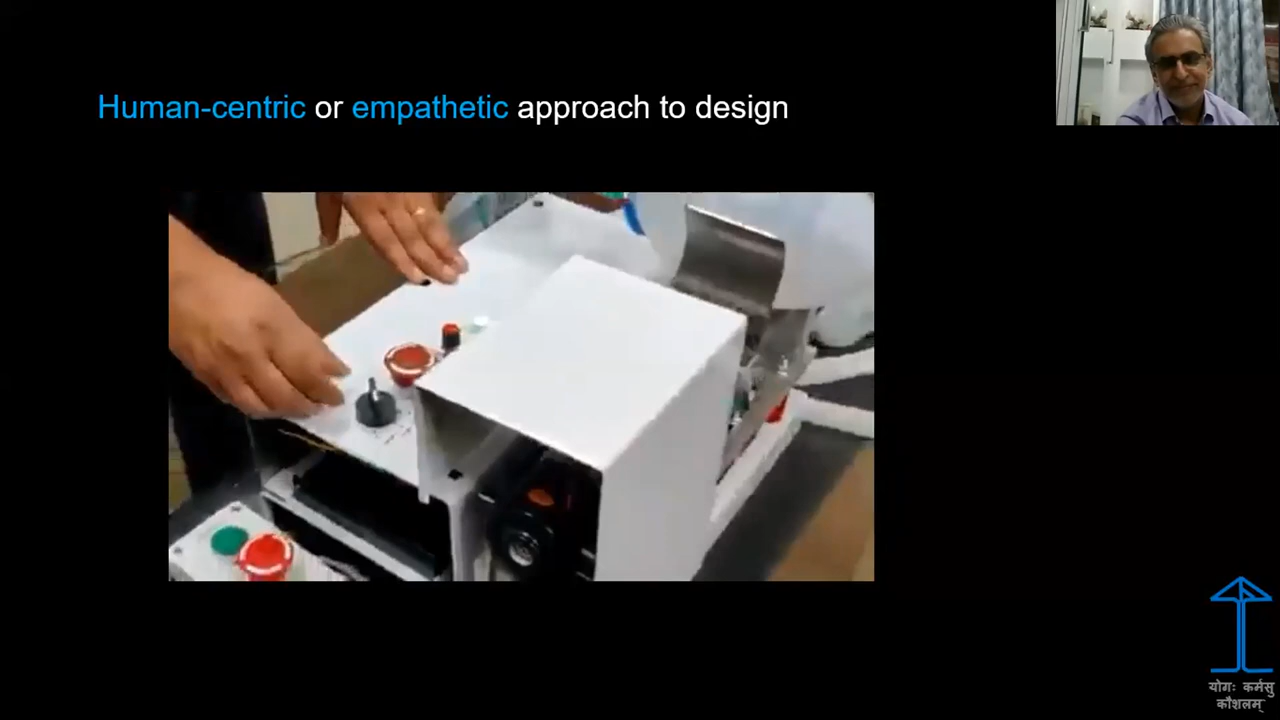 Human-centric or empathetic approach to design
योगः कर्मसु
कौशलम्